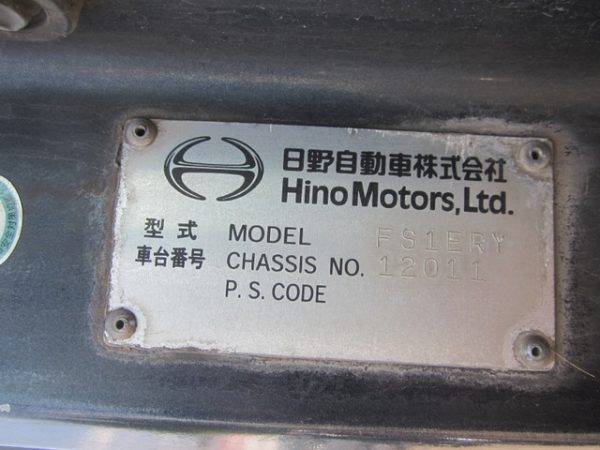 日野自動車株式会社
Hino Motors, Ltd.
型式 MODEL FS1ERY
車台番号 CHASSIS NO. 12011
P. S. CODE